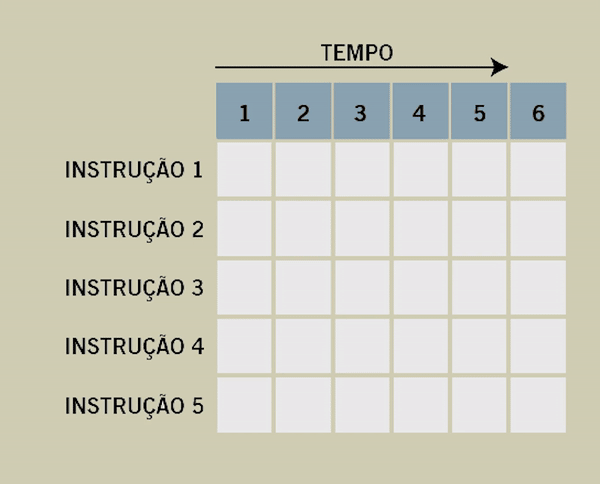 TEMPO
1 2 3 4 5 6
INSTRUÇÃO 1
INSTRUÇÃO 2
INSTRUÇÃO 3
INSTRUÇÃO 4
INSTRUÇÃO 5